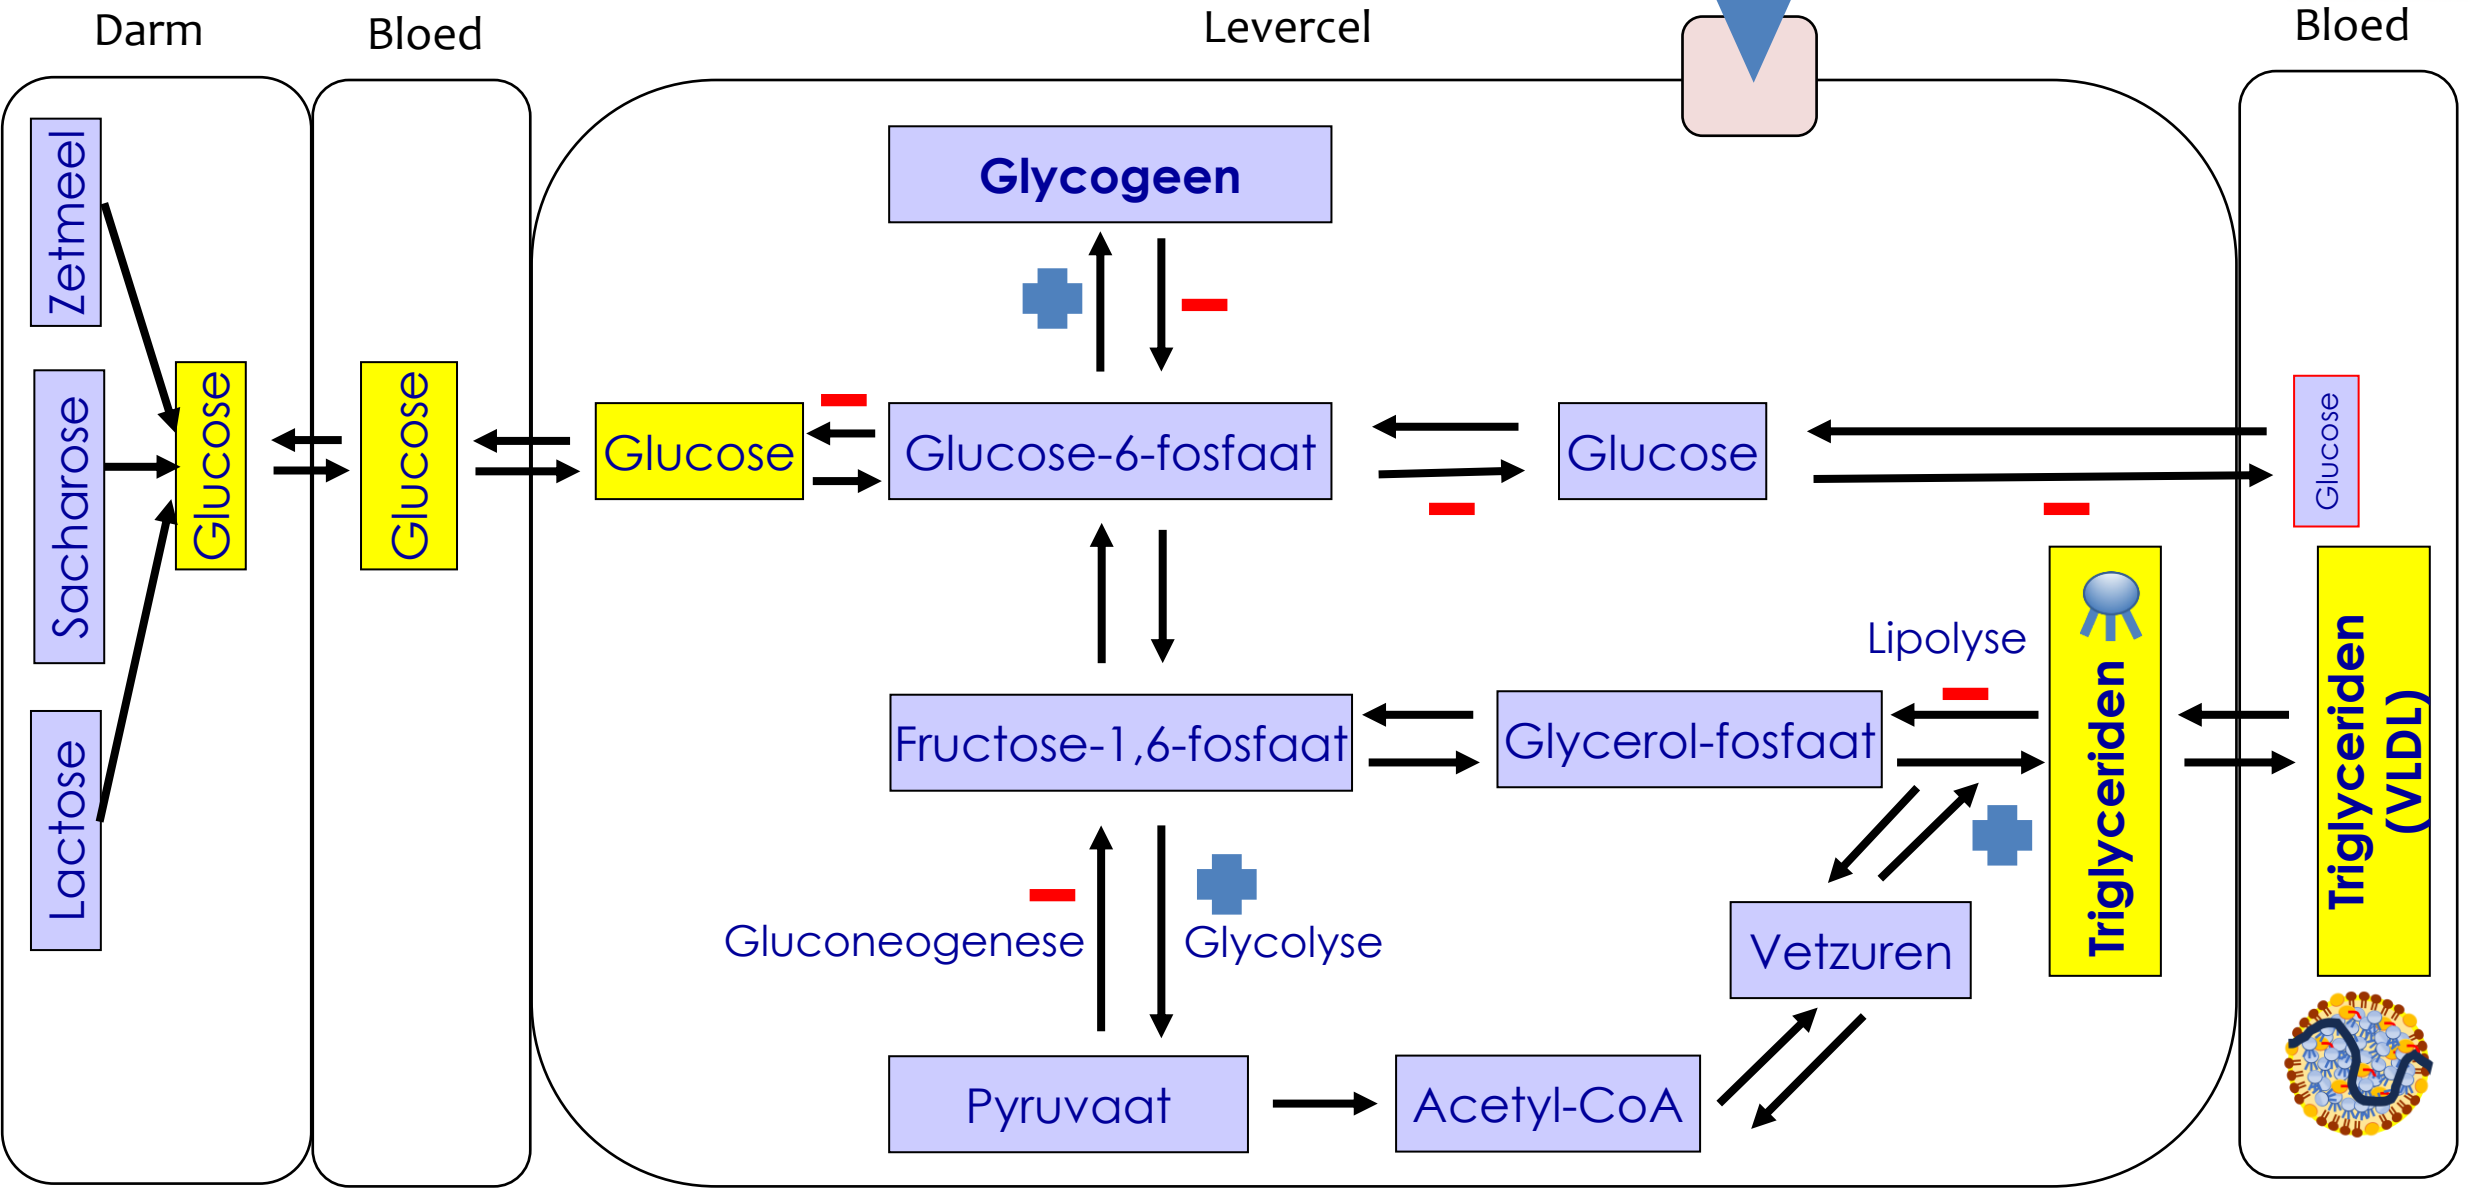 Darm
Bloed
Levercel
Bloed
Zetmeel
Sacharose
Lactose
Glucose
Glucose
Glucose
Glycogeen
Glucose-6-fosfaat
Glucose
Glucose
Fructose-1,6-fosfaat
Glycerol-fosfaat
Lipolyse
Triglyceriden
Triglyceriden
(VLDL)
Gluconeogenese
Glycolyse
Vetzuren
Pyruvaat
Acetyl-CoA